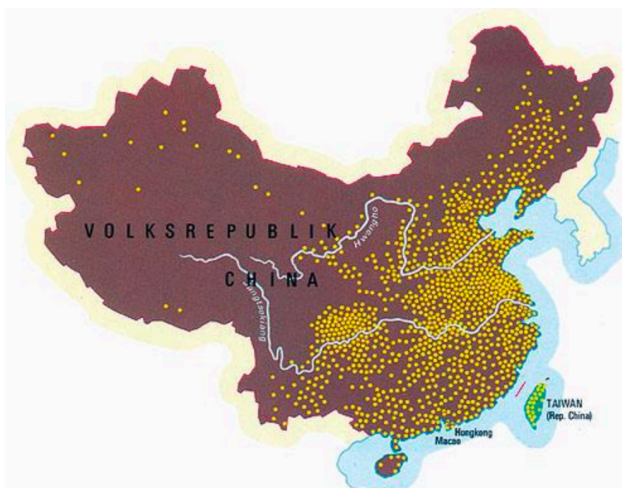 VOLKSREPUBLIK
CHINA
Hwangho
Jangtsekiang
TAIWAN
(Rep. China)
Hongkong
Macao